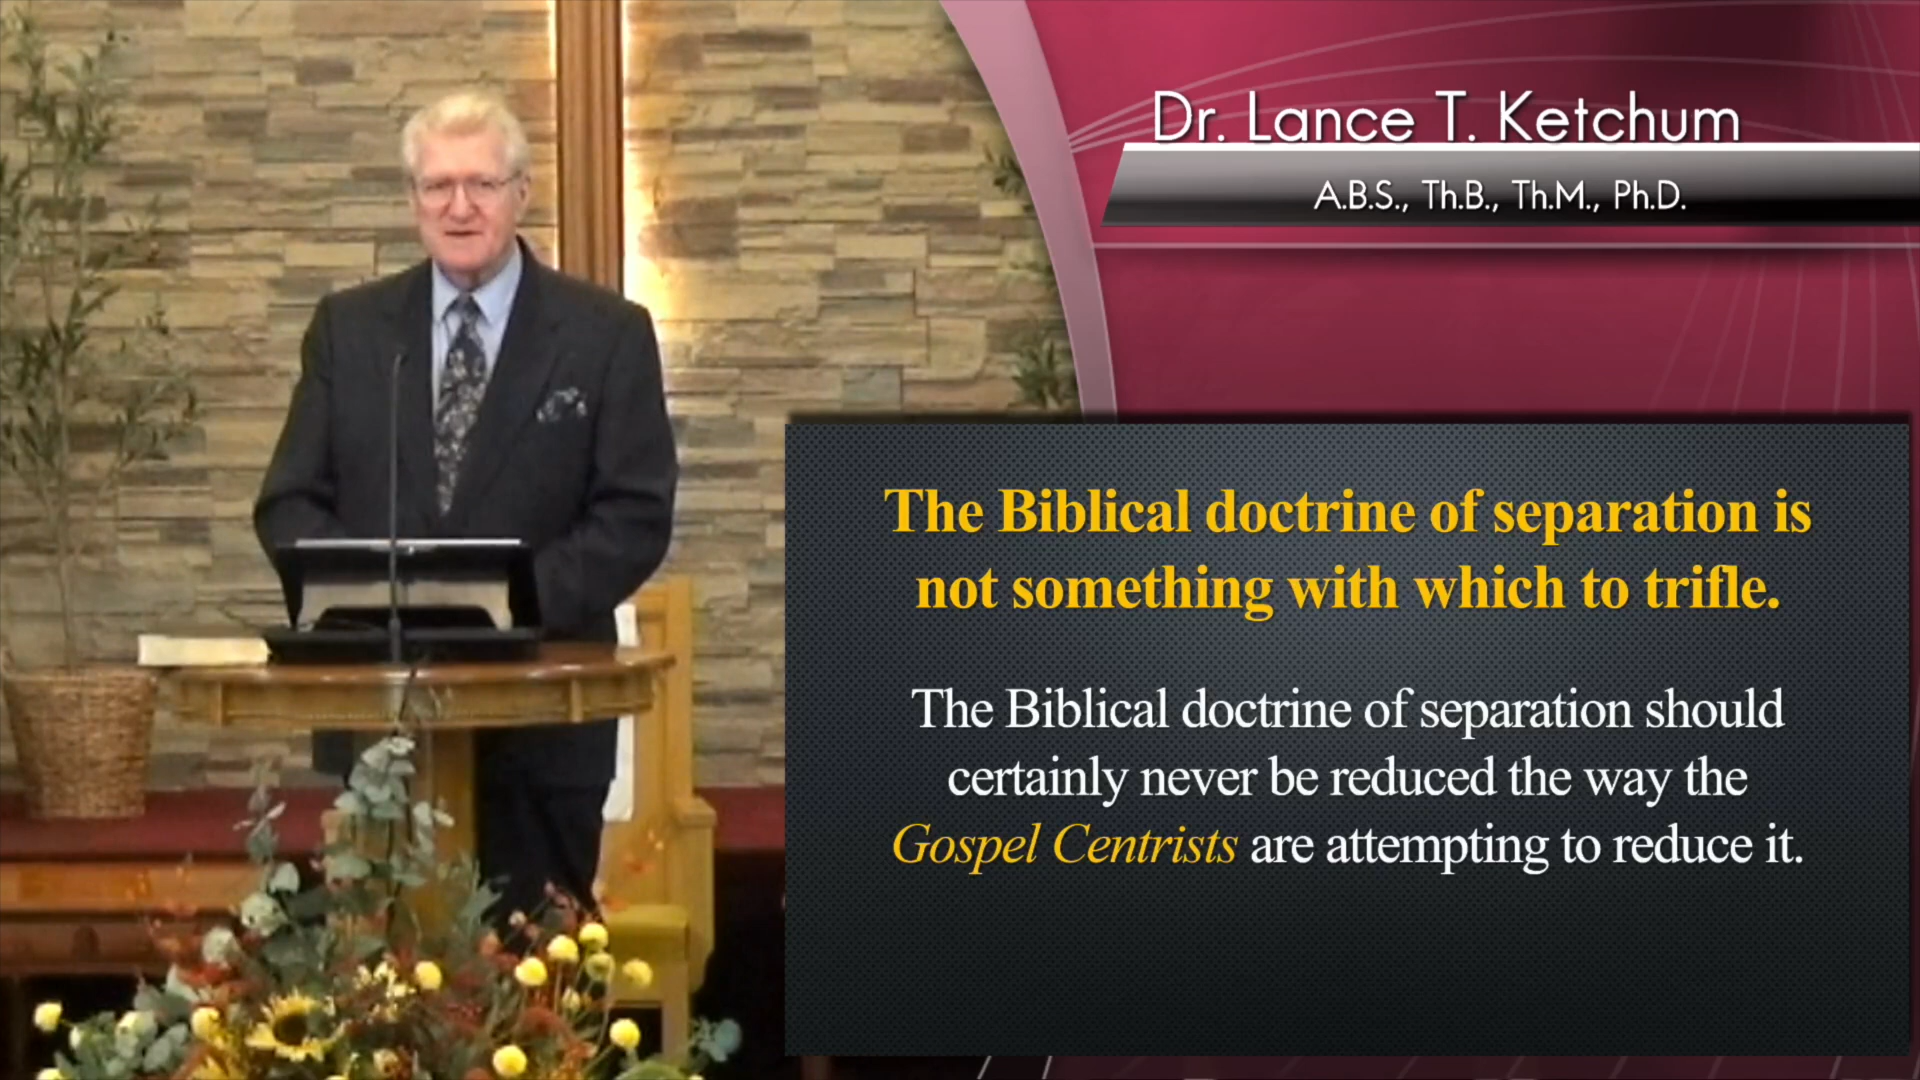 Dr. Lance T. Ketchum
A.B.S., Th.B., Th.M., Ph.D.
The Biblical doctrine of separation is
not something with which to trifle.
The Biblical doctrine of separation should
certainly never be reduced the way the
Gospel Centrists are attempting to reduce it.